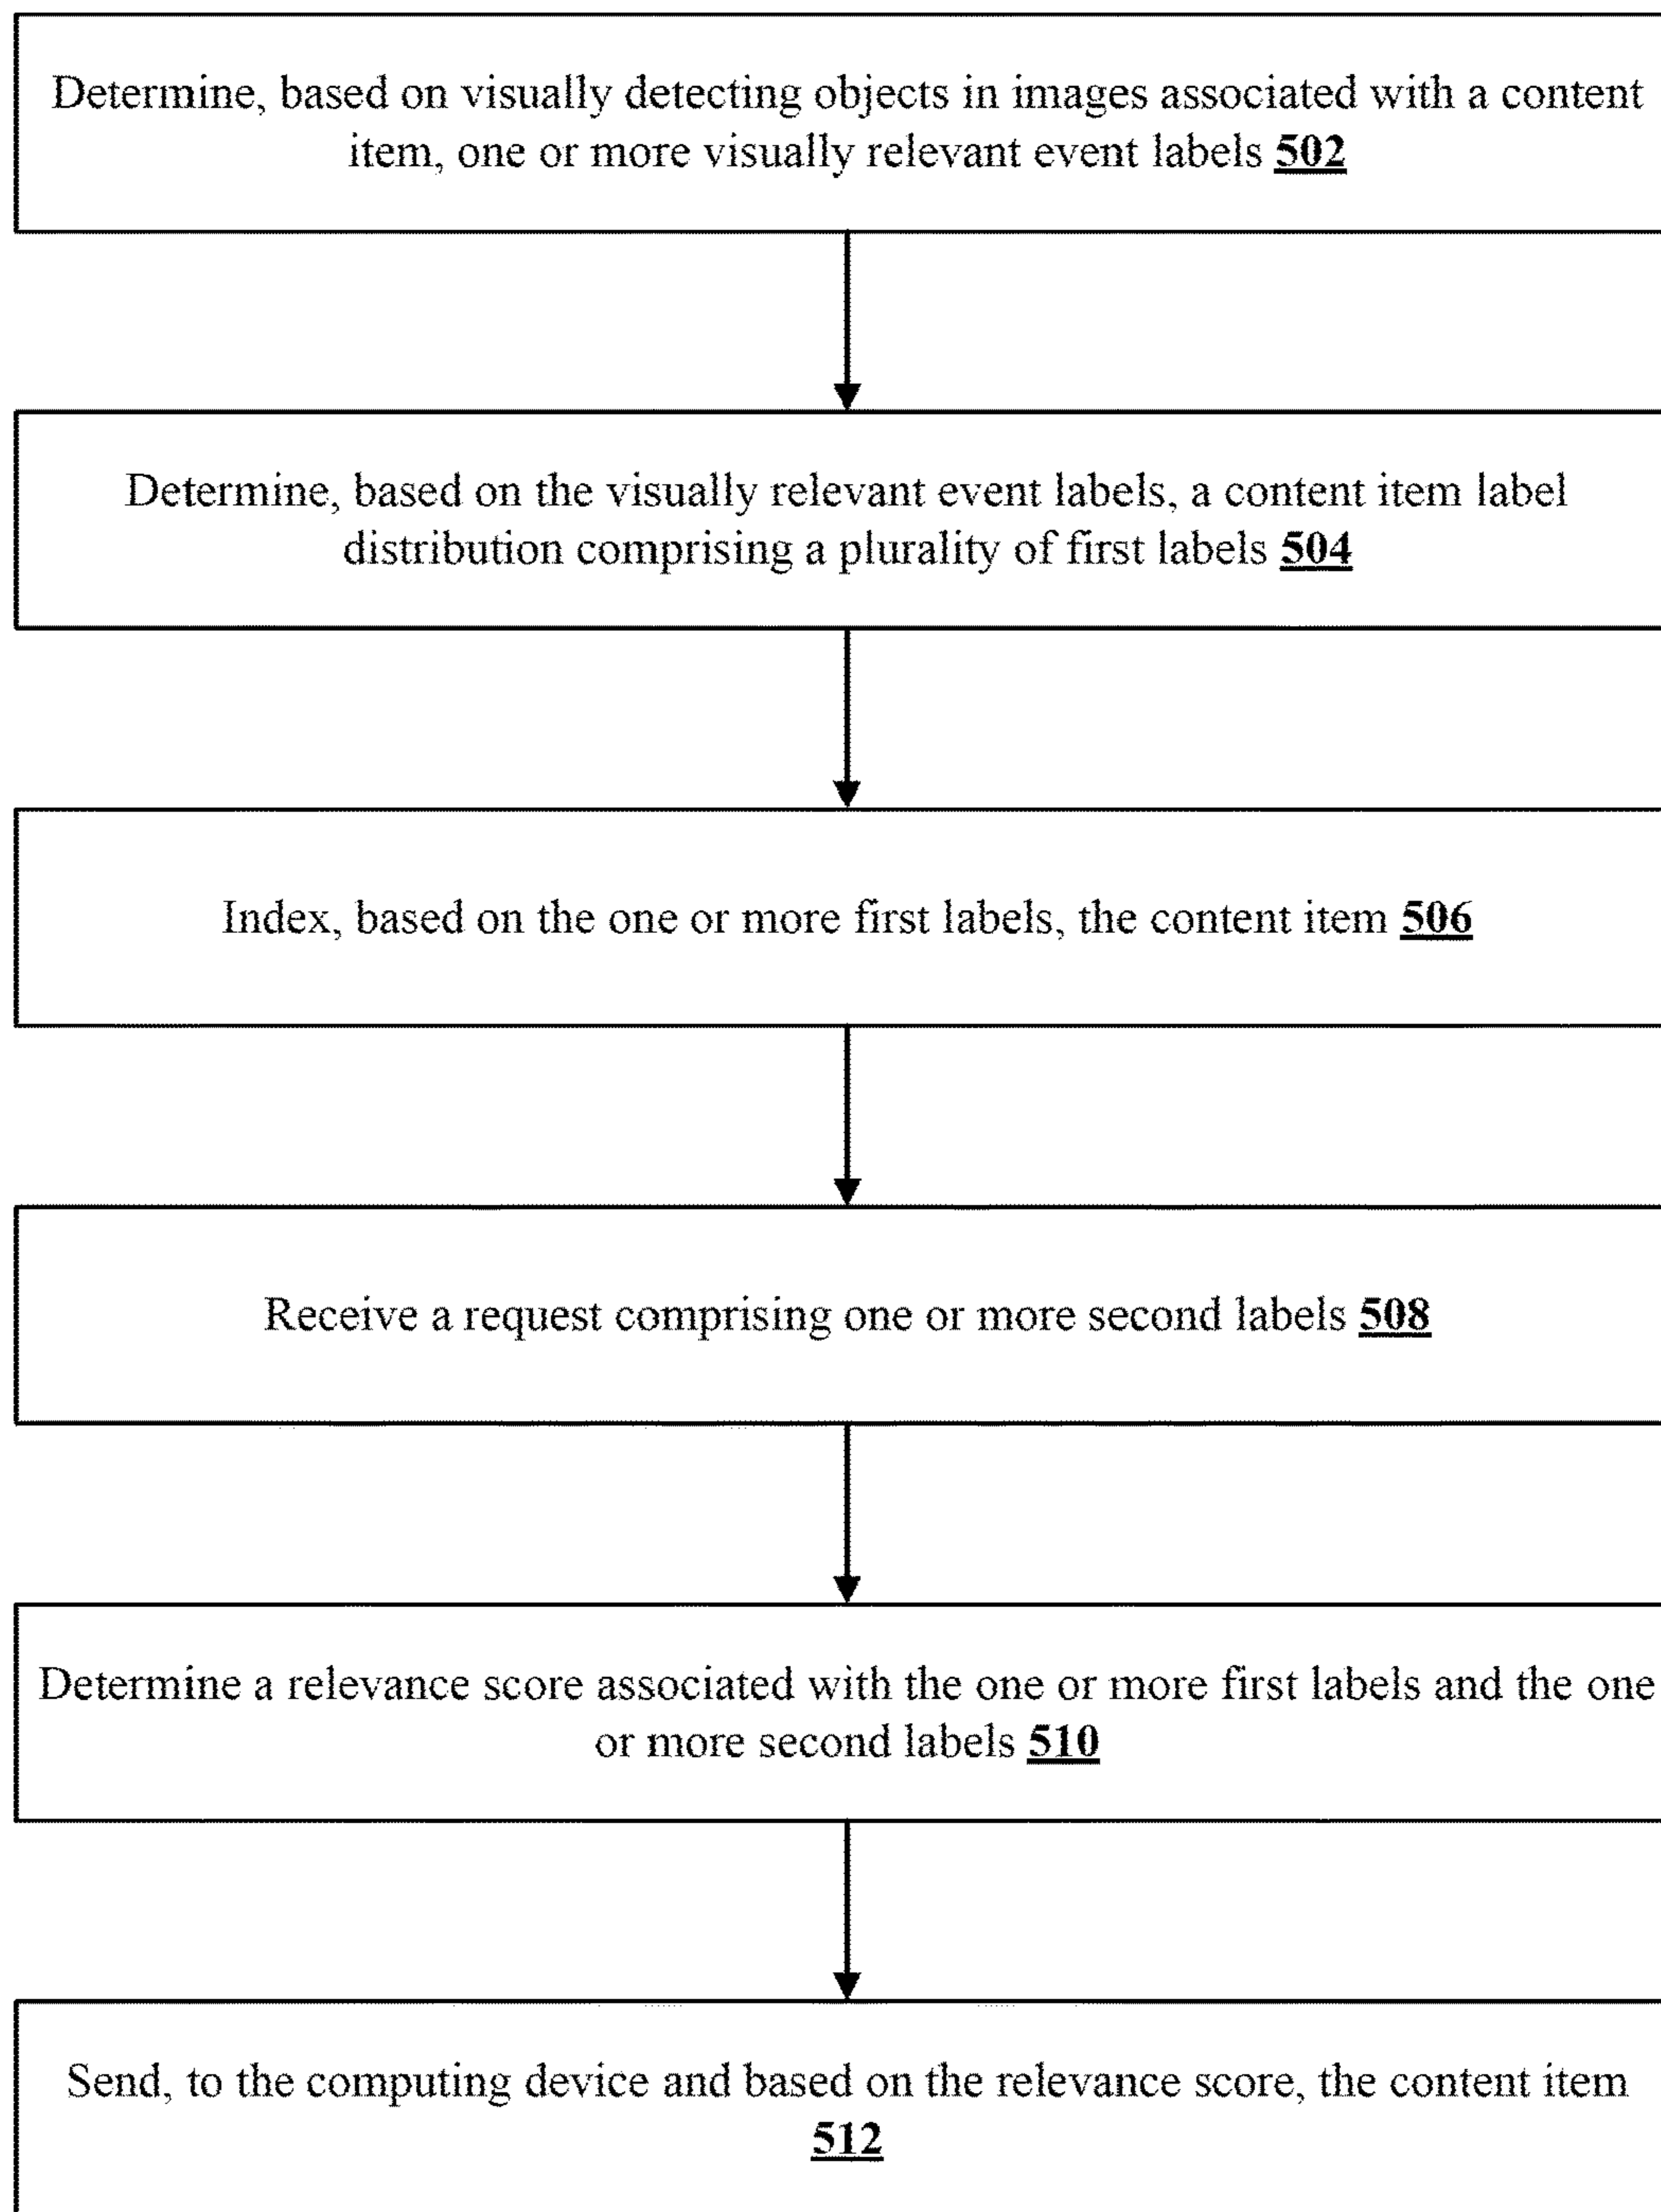 Determine, based on visually detecting objects in images associated with a content
item, one or more visually relevant event labels 502
Determine, based on the visually relevant event labels, a content item label
distribution comprising a plurality of first labels 504
Index, based on the one or more first labels, the content item 506
Receive a request comprising one or more second labels 508
Determine a relevance score associated with the one or more first labels and the one
or more second labels 510
Send, to the computing device and based on the relevance score, the content item
512